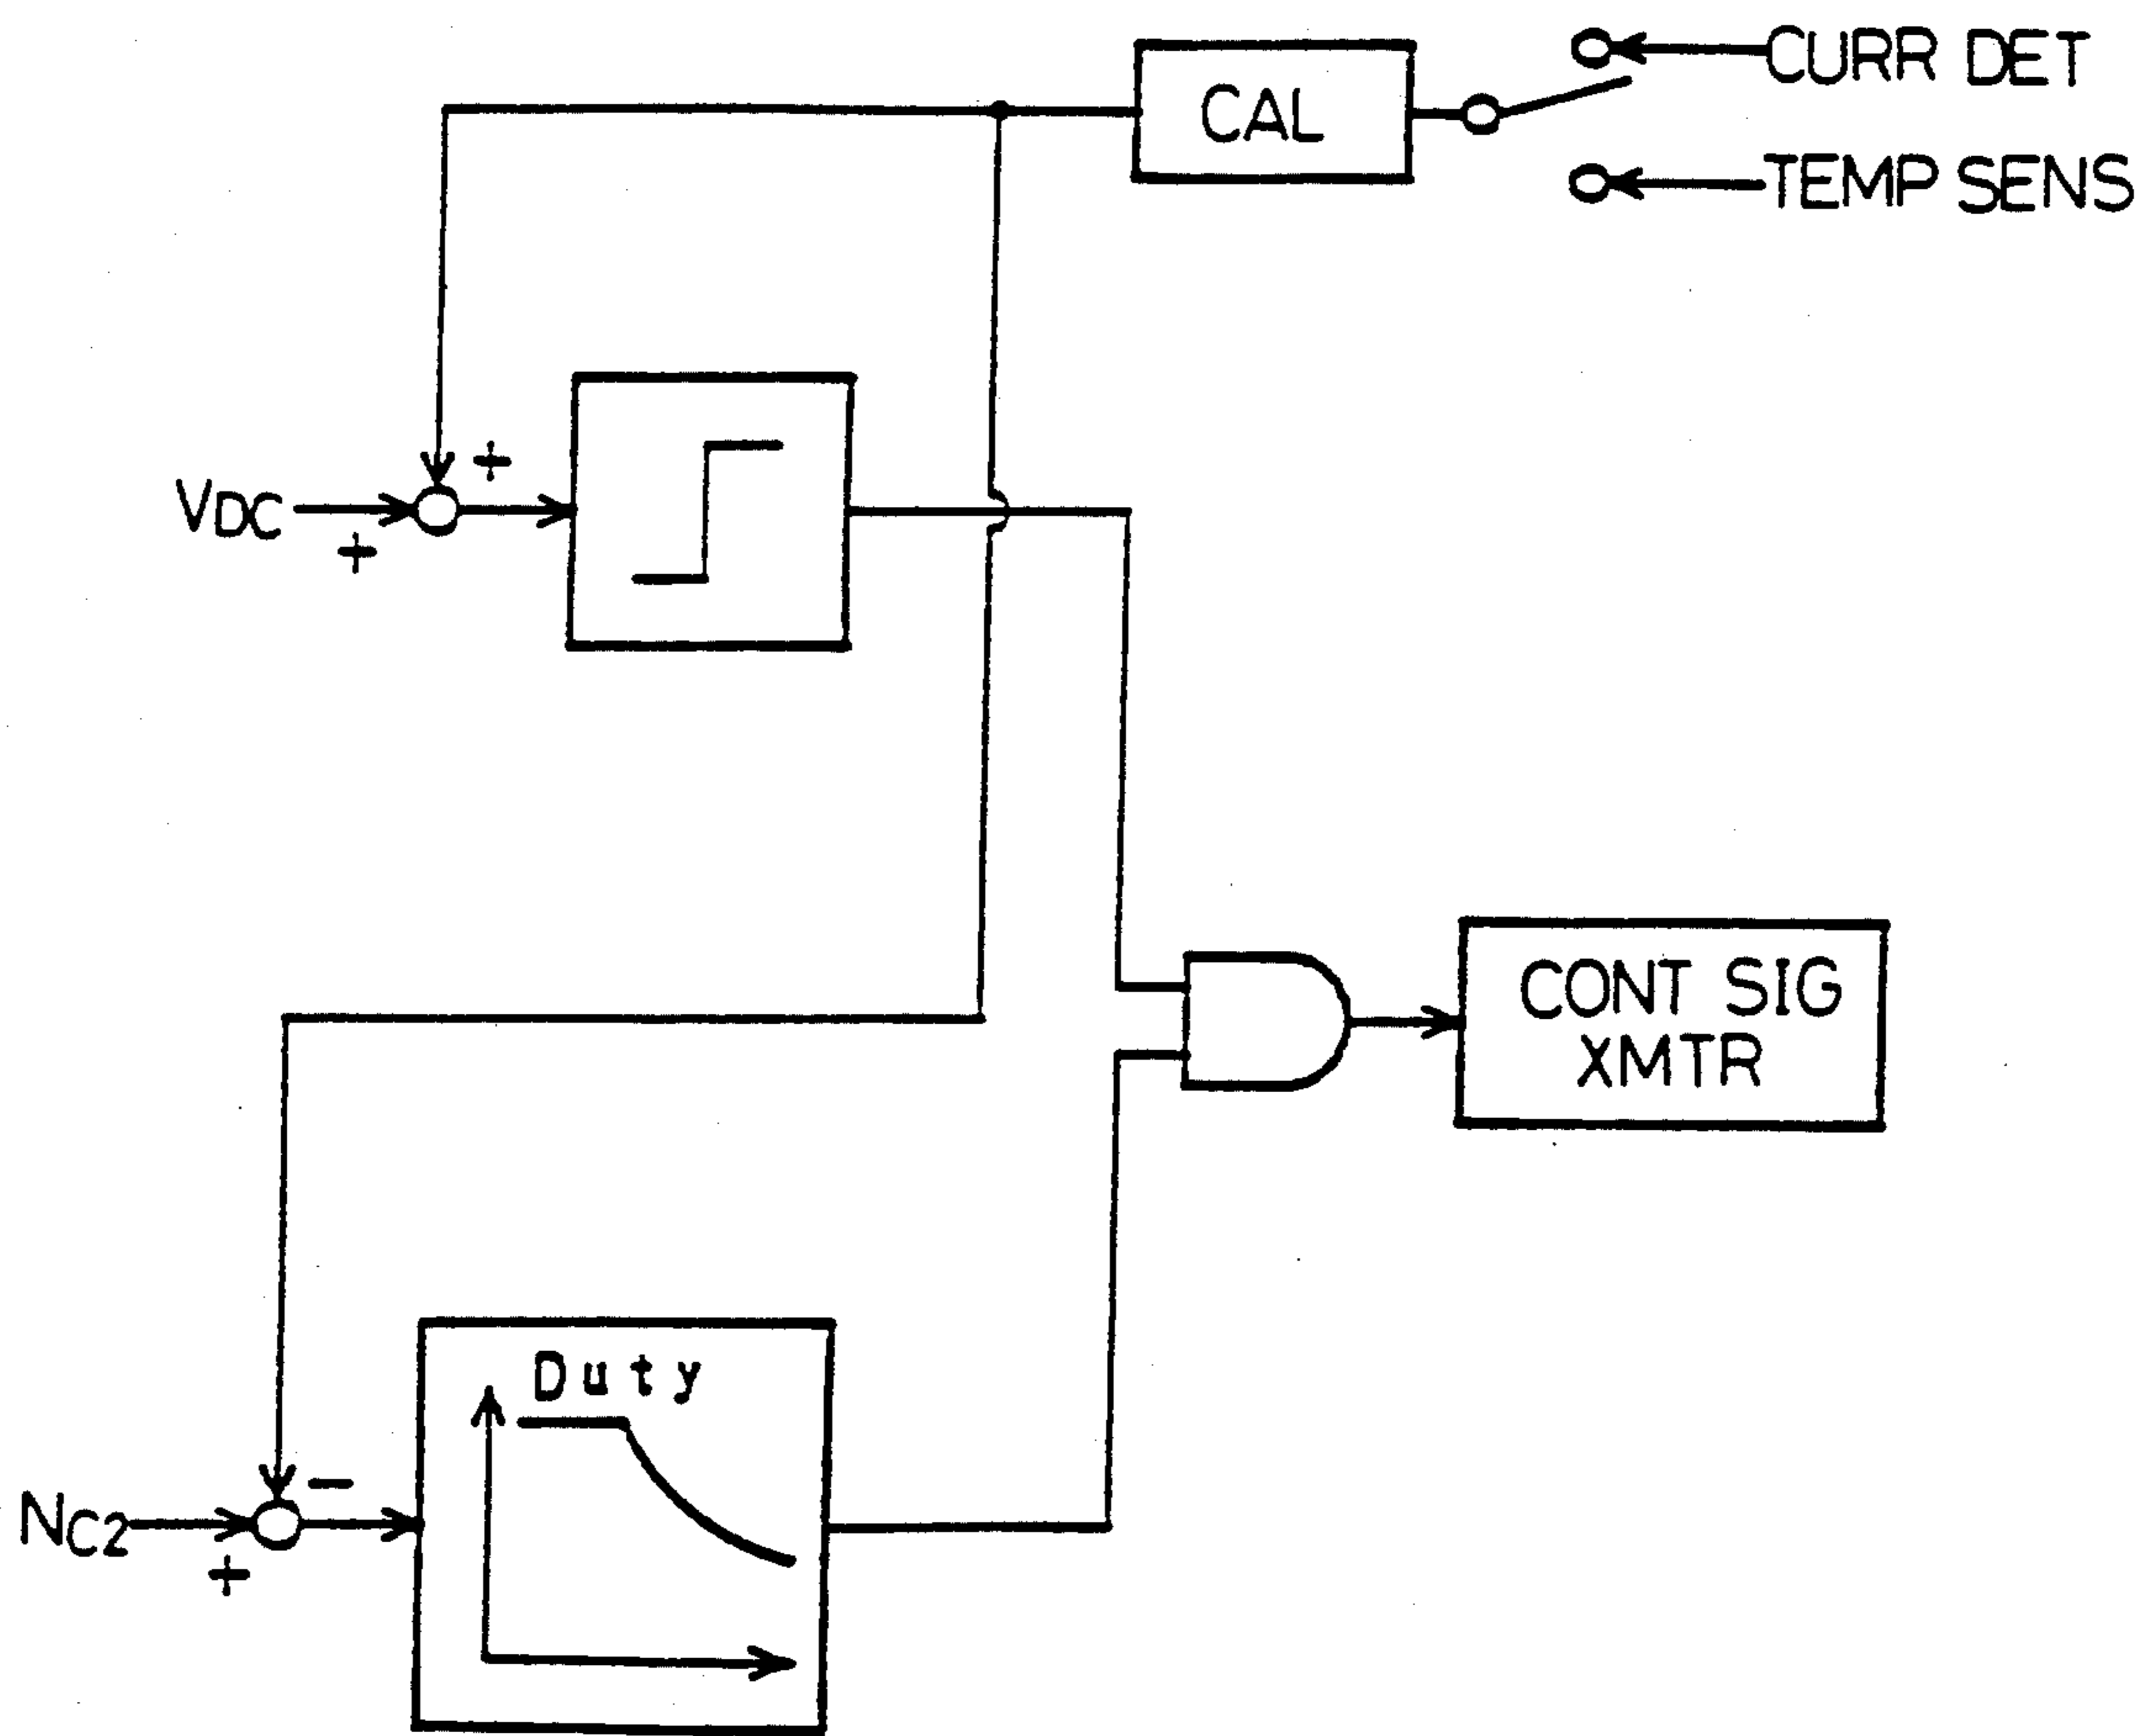 CURR DET
CAL
TEMP SENS
+
VDC
+
CONT SIG
XMTR
Duty
−
NC2
+